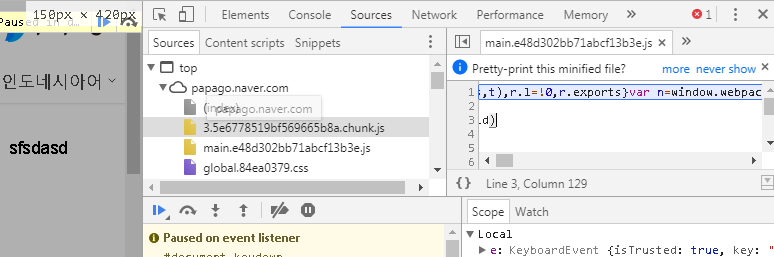 150px × 420px
Paused in d
인도네시아어
sfsdasd
Elements Console Sources Network Performance Memory 1
Sources Content scripts Snippets
top
papago.naver.com
(index)
papago.naver.com
3.5e6778519bf569665b8a.chunk.js
main.e48d302bb71abcf13b3e.js
global.84ea0379.css
Paused on event listener
#document.keydown
main.e48d302bb71abcf13b3e.js
Pretty-print this minified file? more never show
1 ,t),r.l=!0,r.exports}var n=window.webpac
2
3 .d)
4
{} Line 3, Column 129
Scope Watch
Local
e: KeyboardEvent {isTrusted: true, key: "